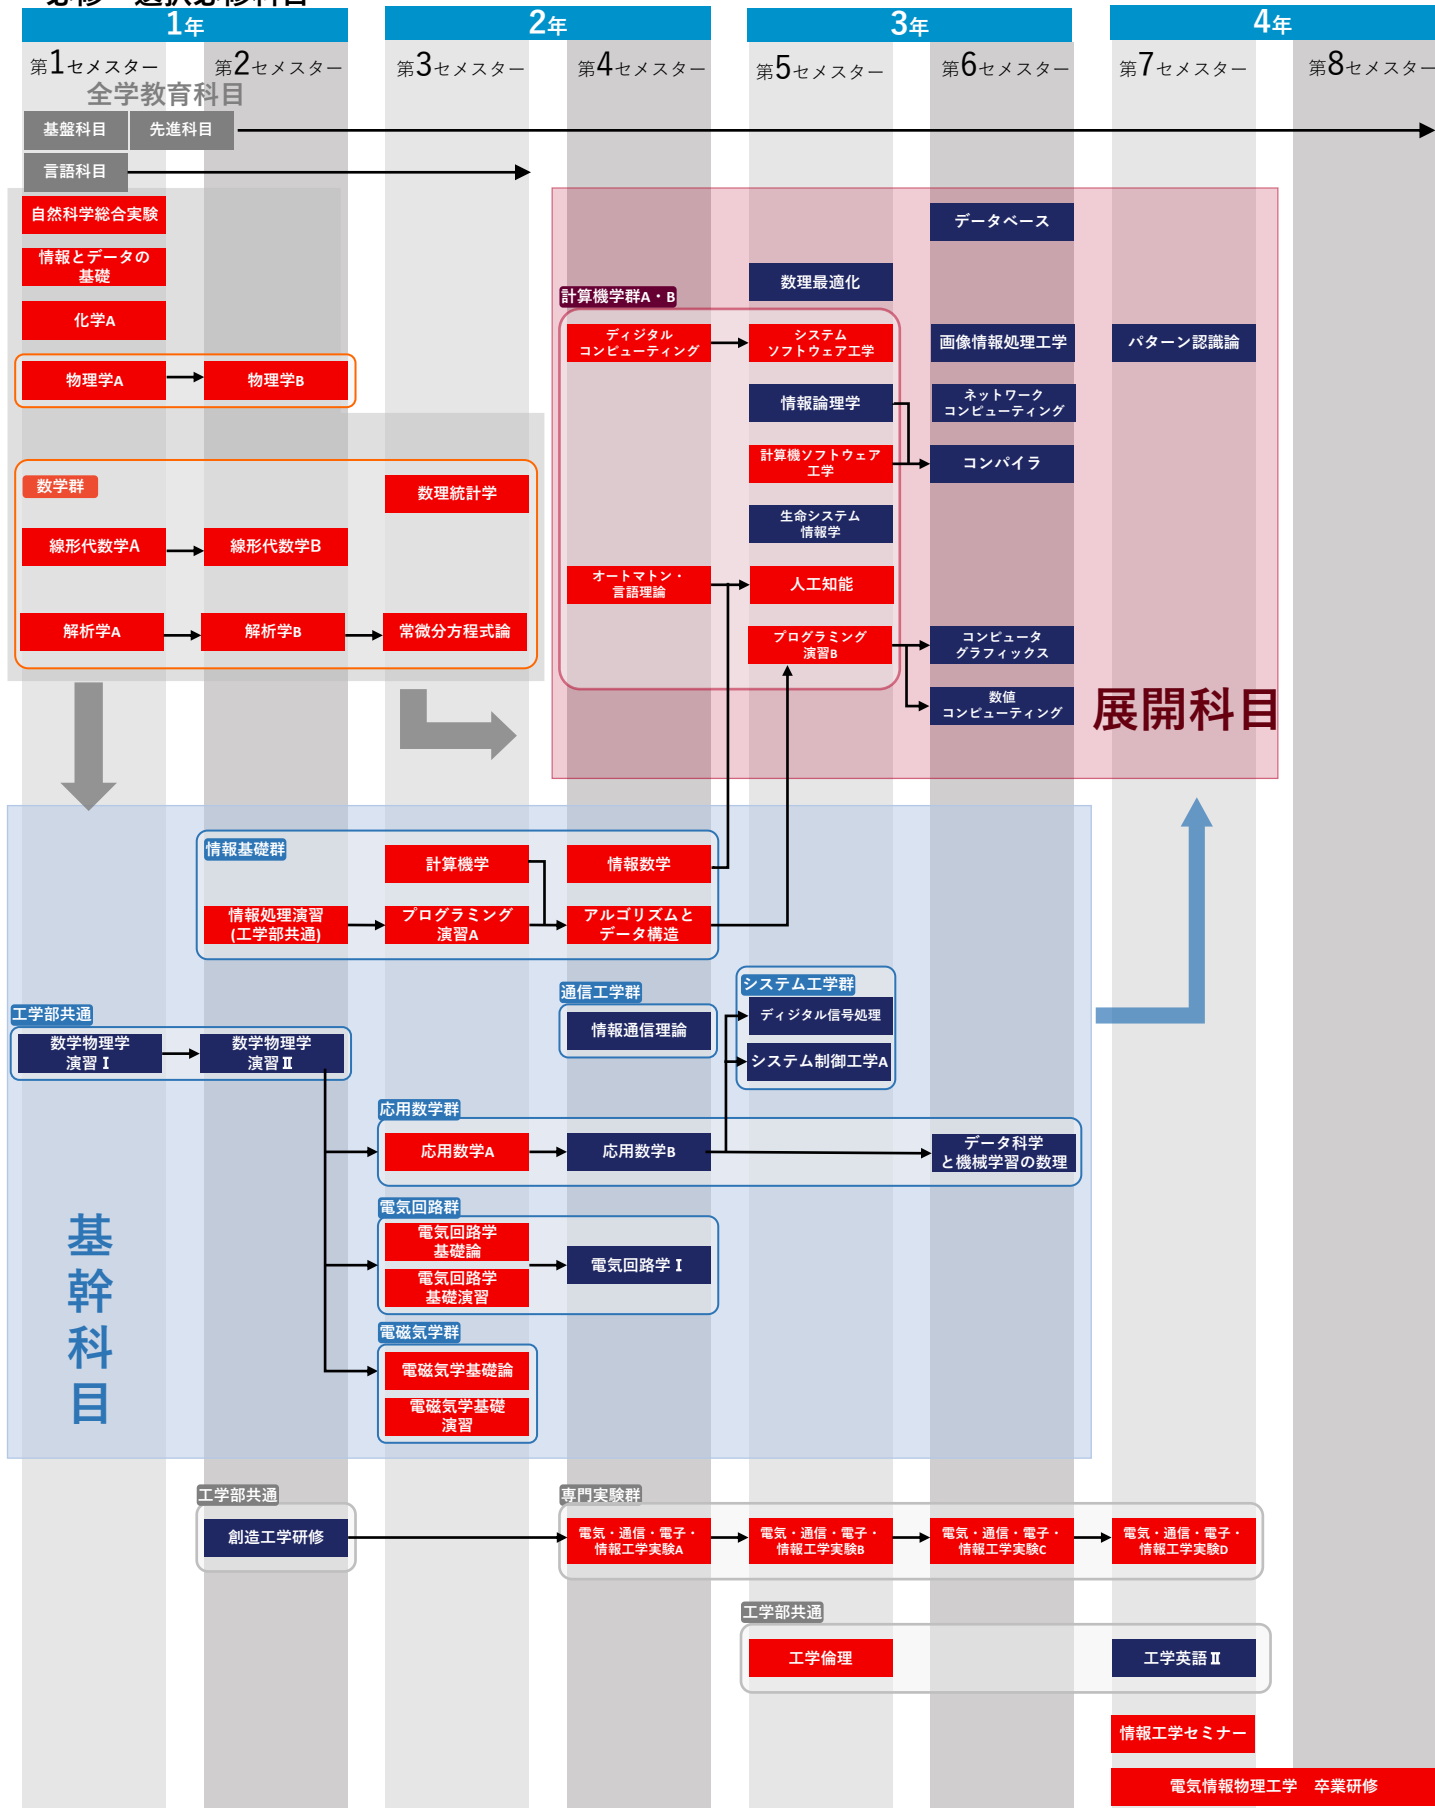 必修・選択必修科目
1年
2年
3年
4年
第1セメスター
第2セメスター
第3セメスター
第4セメスター
第5セメスター
第6セメスター
第7セメスター
第8セメスター
全学教育科目
基盤科目
先進科目
言語科目
自然科学総合実験
情報とデータの
基礎
化学A
物理学A
物理学B
数学群
数理統計学
線形代数学A
線形代数学B
解析学A
解析学B
常微分方程式論
データベース
数理最適化
計算機学群A・B
ディジタル
コンピューティング
システム
ソフトウェア工学
画像情報処理工学
パターン認識論
情報論理学
ネットワーク
コンピューティング
計算機ソフトウェア
工学
コンパイラ
生命システム
情報学
オートマトン・
言語理論
人工知能
プログラミング
演習B
コンピュータ
グラフィックス
数値
コンピューティング
展開科目
情報基礎群
計算機学
情報数学
情報処理演習
(工学部共通)
プログラミング
演習A
アルゴリズムと
データ構造
工学部共通
数学物理学
演習Ⅰ
数学物理学
演習Ⅱ
通信工学群
情報通信理論
システム工学群
ディジタル信号処理
システム制御工学A
応用数学群
応用数学A
応用数学B
データ科学
と機械学習の数理
電気回路群
電気回路学
基礎論
電気回路学
基礎演習
電気回路学Ⅰ
電磁気学群
電磁気学基礎論
電磁気学基礎
演習
基
幹
科
目
工学部共通
創造工学研修
専門実験群
電気・通信・電子・
情報工学実験A
電気・通信・電子・
情報工学実験B
電気・通信・電子・
情報工学実験C
電気・通信・電子・
情報工学実験D
工学部共通
工学倫理
工学英語Ⅱ
情報工学セミナー
電気情報物理工学　卒業研修